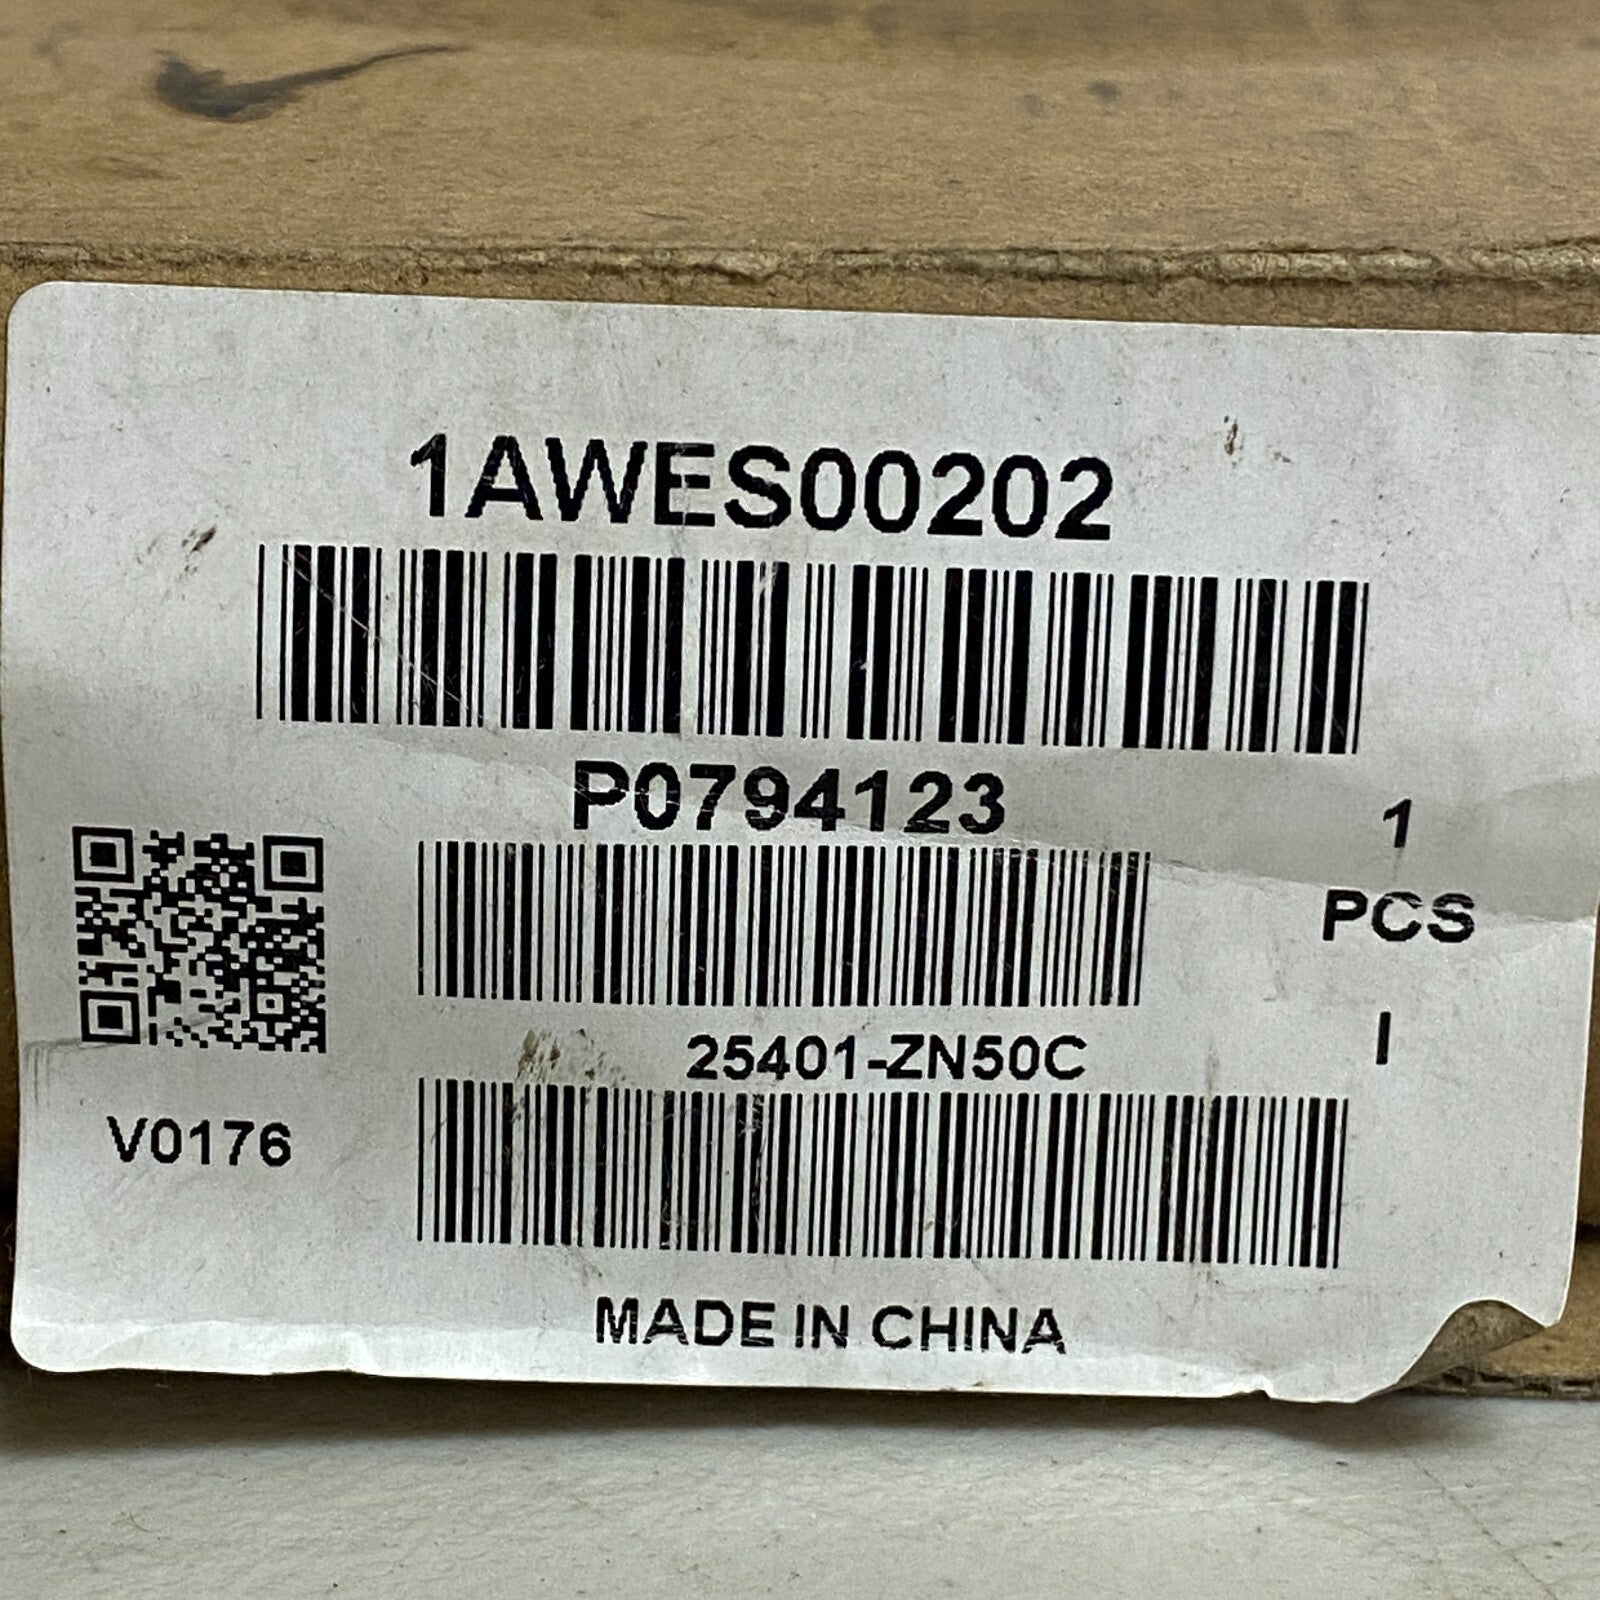 1AWES00202
P0794123
1
PCS
25401-ZN50C
I
V0176
MADE IN CHINA